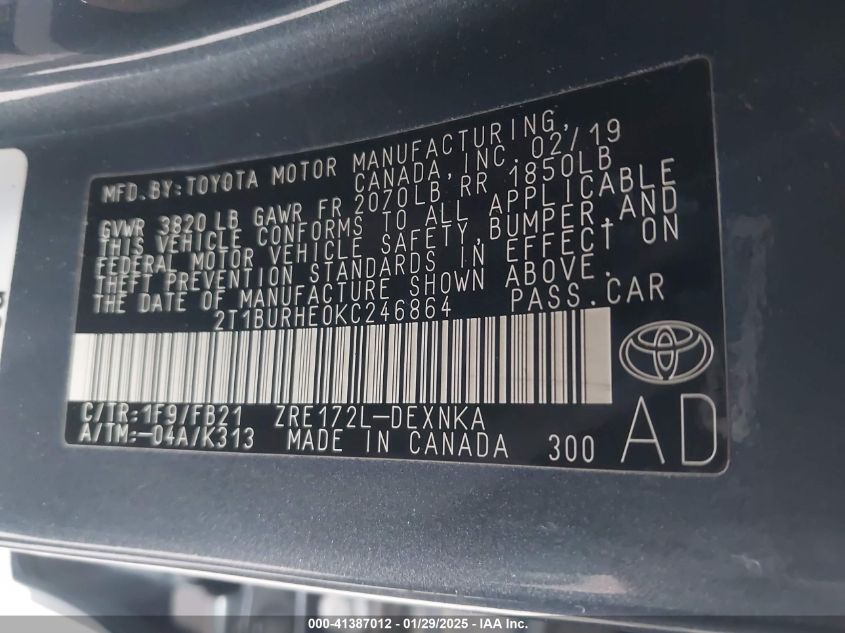 MFD.BY:TOYOTA MOTOR MANUFACTURING,
CANADA,INC. 02/19
GVWR 3820 LB GAWR FR 2070LB RR 1850LB
THIS VEHICLE CONFORMS TO ALL APPLICABLE
FEDERAL MOTOR VEHICLE SAFETY,BUMPER,AND
THEFT PREVENTION STANDARDS IN EFFECT ON
THE DATE OF MANUFACTURE SHOWN ABOVE.
2T1BURHE0KC246864 PASS.CAR
C/TR:1F9/FB21 ZRE172L-DEXNKA
A/TM:-04A/K313 MADE IN CANADA 300 AD
000-41387012 - 01/29/2025 - IAA Inc.